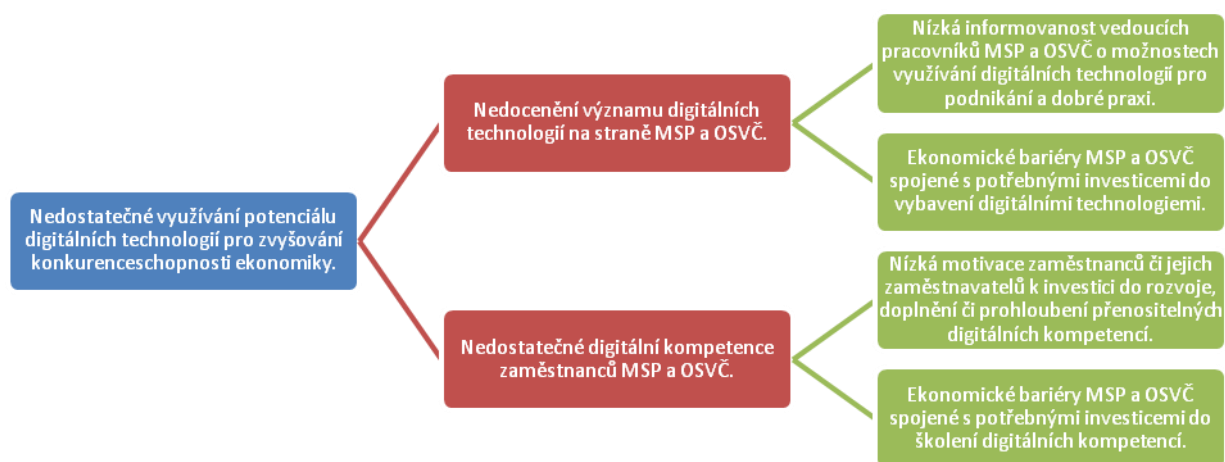 Nedostatečné využívání potenciálu
digitálních technologií pro zvyšování
konkurenceschopnosti ekonomiky.
Nedocenění významu digitálních
technologií na straně MSP a OSVČ.
Nízká informovanost vedoucích
pracovníků MSP a OSVČ o možnostech
využívání digitálních technologií pro
podnikání a dobré praxi.
Ekonomické bariéry MSP a OSVČ
spojené s potřebnými investicemi do
vybavení digitálními technologiemi.
Nedostatečné digitální kompetence
zaměstnanců MSP a OSVČ.
Nízká motivace zaměstnanců či jejich
zaměstnavatelů k investici do rozvoje,
doplnění či prohloubení přenositelných
digitálních kompetencí.
Ekonomické bariéry MSP a OSVČ
spojené s potřebnými investicemi do
školení digitálních kompetencí.